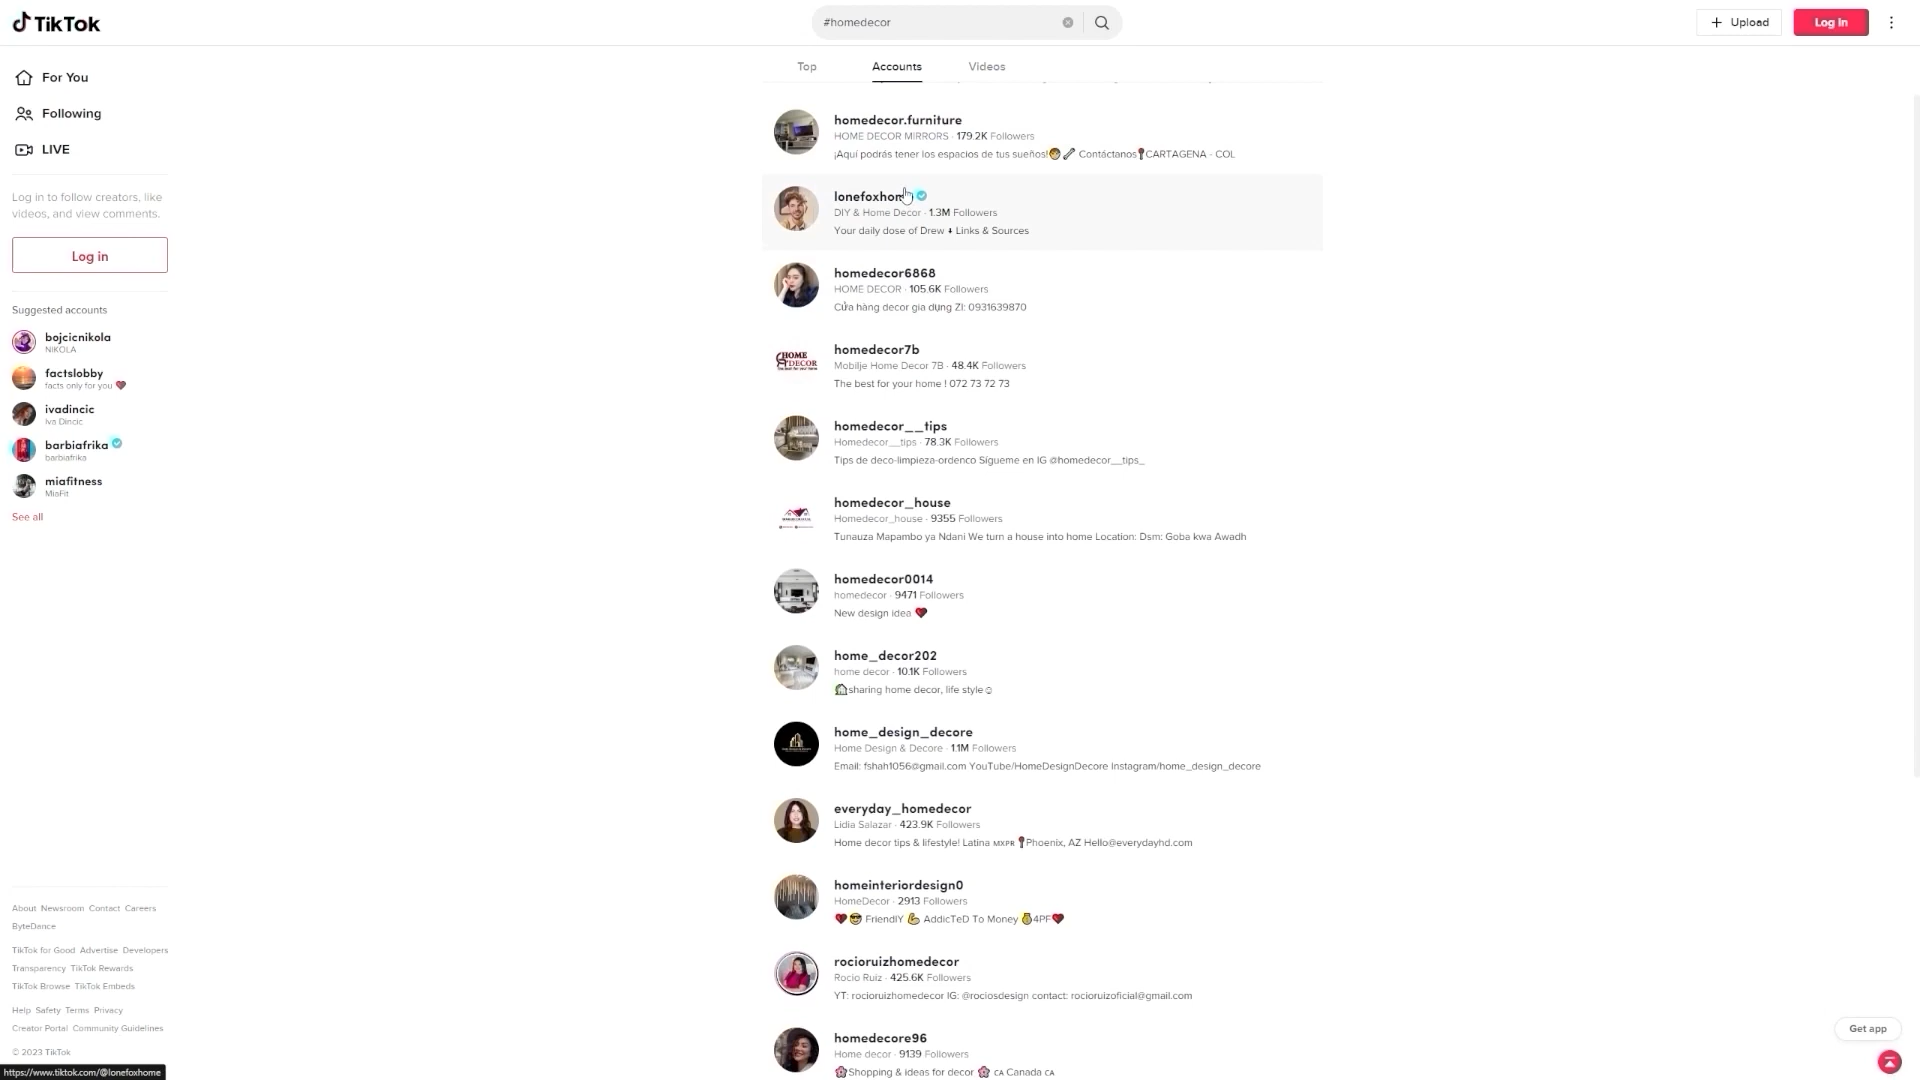 TikTok
#homedecor
Upload
Log in
For You
Following
LIVE
Log in to follow creators, like
videos, and view comments.
Log in
Suggested accounts
bojcicnikola
NIKOLA
factslobby
facts only for you
ivadincic
Iva Dincic
barbiafrika
barbiafrika
miafitness
MiaFit
See all
About Newsroom Contact Careers
ByteDance
TikTok for Good Advertise Developers
Transparency TikTok Rewards
TikTok Browse TikTok Embeds
Help Safety Terms Privacy
Creator Portal Community Guidelines
© 2023 TikTok
https://www.tiktok.com/@lonefoxhome
Top Accounts Videos
homedecor.furniture
HOME DECOR MIRRORS · 179.2K Followers
¡Aquí podrás tener los espacios de tus sueños! Contáctanos CARTAGENA - COL
DIY & Home Decor · 1.3M Followers
Your daily dose of Drew ⬇ Links & Sources
homedecor6868
HOME DECOR · 105.6K Followers
Cửa hàng decor gia dụng Zl: 0931639870
HOME DECOR
homedecor7b
Mobilje Home Decor 7B · 48.4K Followers
The best for your home ! 072 73 72 73
homedecor__tips
Homedecor__tips · 78.3K Followers
Tips de deco-limpieza-ordenco Sígueme en IG @homedecor__tips_
homedecor_house
Homedecor_house · 9355 Followers
Tunauza Mapambo ya Ndani We turn a house into home Location: Dsm: Goba kwa Awadh
homedecor0014
homedecor · 9471 Followers
New design idea
home_decor202
home decor · 10.1K Followers
sharing home decor, life style☺
home_design_decore
Home Design & Decore · 1.1M Followers
Email: fshah1056@gmail.com YouTube/HomeDesignDecore Instagram/home_design_decore
everyday_homedecor
Lidia Salazar · 423.9K Followers
Home decor tips & lifestyle! Latina MXPR Phoenix, AZ Hello@everydayhd.com
homeinteriordesign0
HomeDecor · 2913 Followers
FriendlY AddicTeD To Money 4PF
rocioruizhomedecor
Rocio Ruiz · 425.6K Followers
YT: rocioruizhomedecor IG: @rociosdesign contact: rocioruizoficial@gmail.com
homedecore96
Home decor · 9139 Followers
Shopping & ideas for decor CA Canada CA
Get app